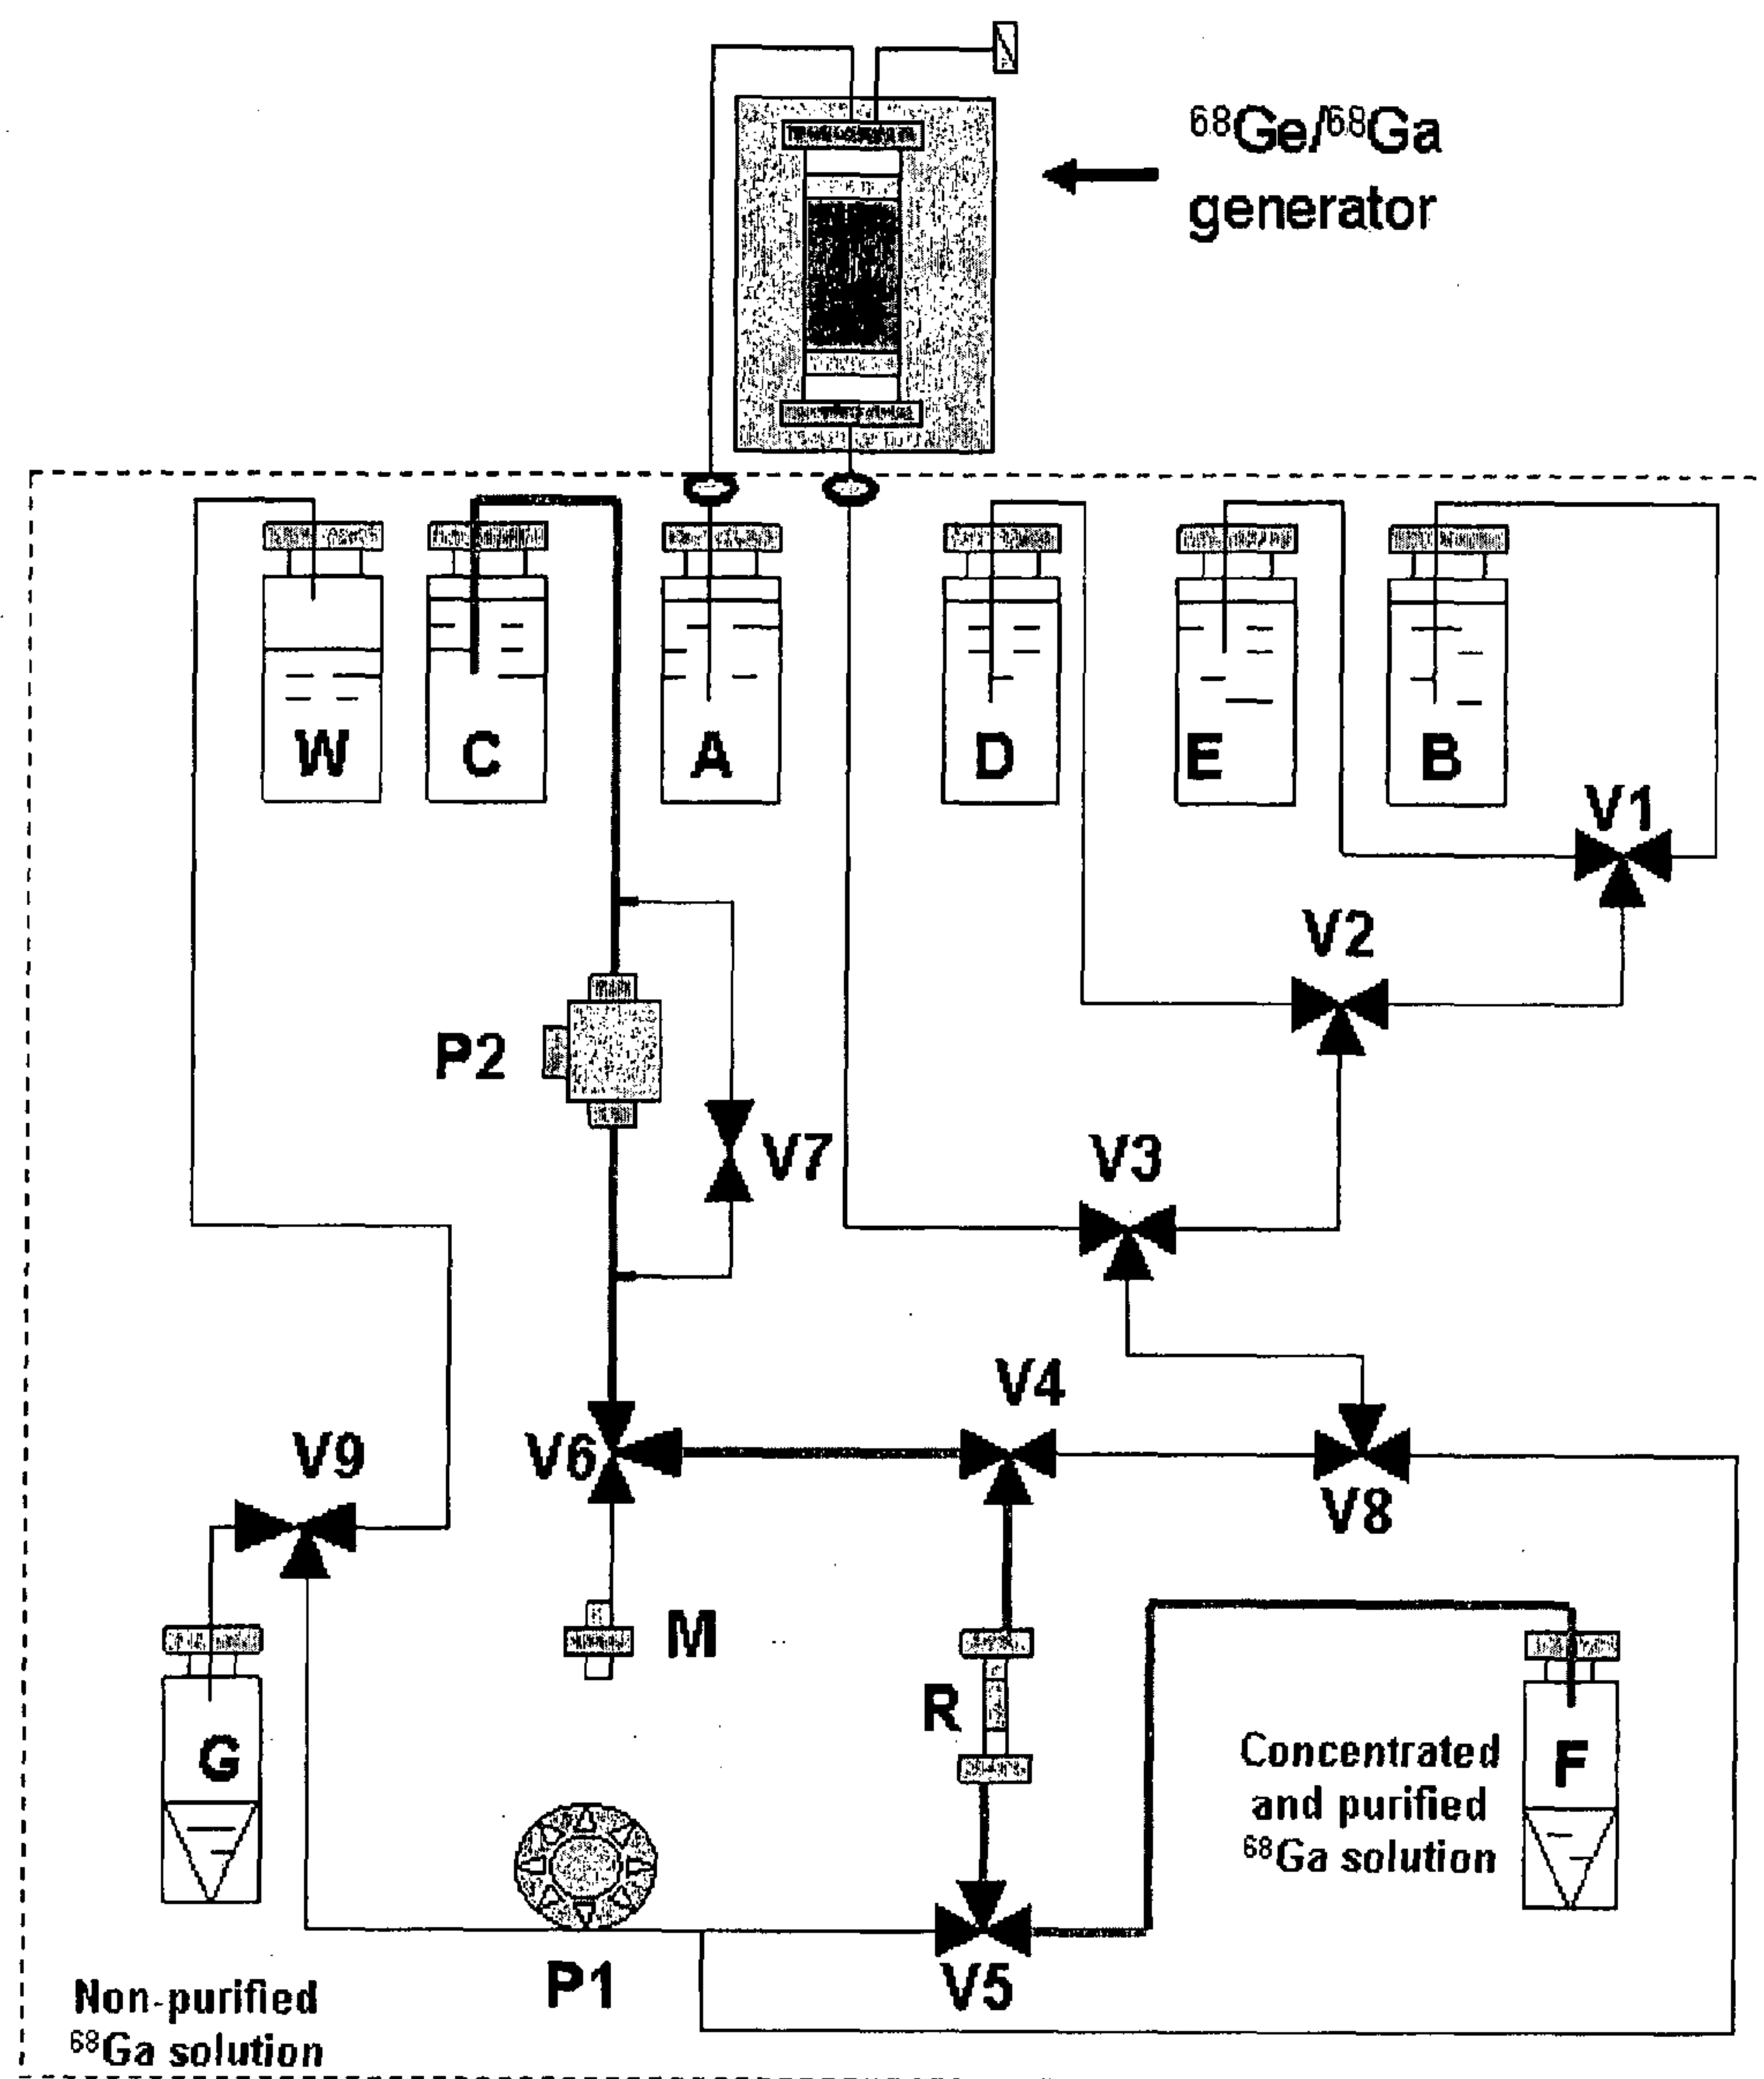 ⁶⁸Ge/⁶⁸Ga
generator
W
C
A
D
E
B
V1
V2
P2
V7
V3
V4
V9
V6
V8
M
R
G
Concentrated
and purified
⁶⁸Ga solution
F
P1
V5
Non-purified
⁶⁸Ga solution